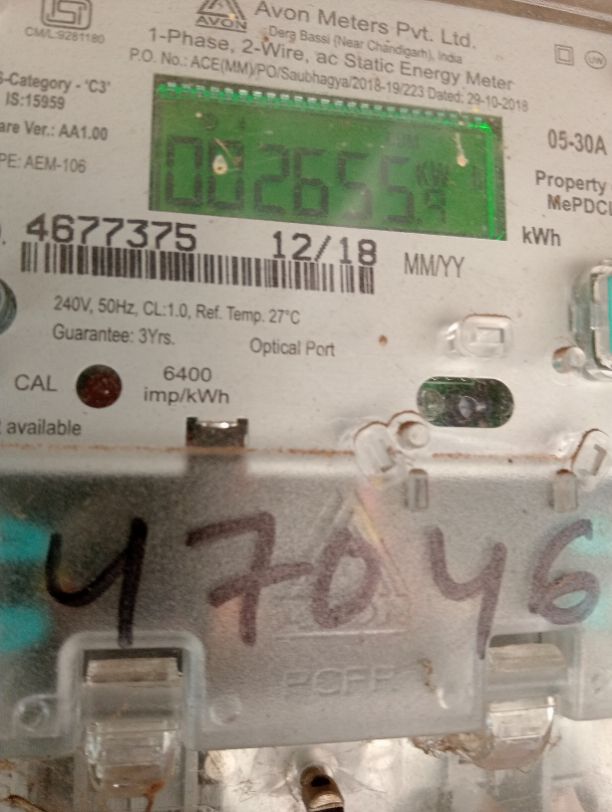 CM/L:9281180
AVON
Avon Meters Pvt. Ltd.
Derg Bassi (Near Chandigarh), India
1-Phase, 2-Wire, ac Static Energy Meter
P.O. No.: ACE(MM)/PO/Saubhagya/2018-19/223 Dated: 29-10-2018
-Category - 'C3'
IS:15959
are Ver.: AA1.00
PE: AEM-106
05-30A
Property
MePDCL
002655.9
kWh
4677375 12/18
MM/YY
240V, 50Hz, CL:1.0, Ref. Temp. 27°C
Guarantee: 3Yrs.
Optical Port
CAL
6400
imp/kWh
available
47046